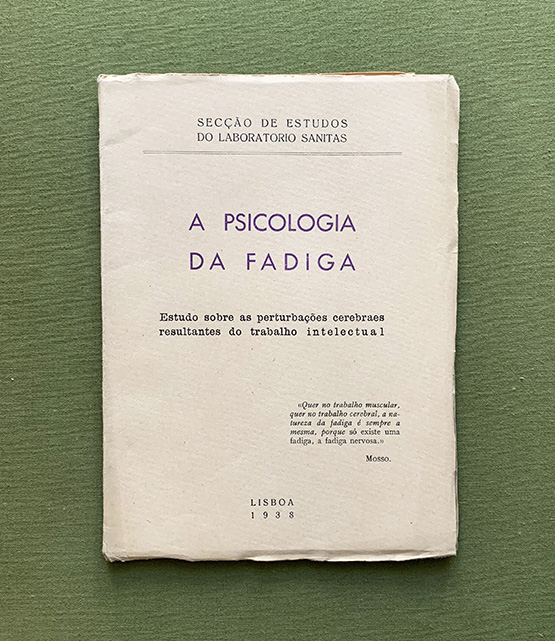 SECÇÃO DE ESTUDOS
DO LABORATORIO SANITAS
A PSICOLOGIA
DA FADIGA
Estudo sobre as perturbações cerebraes
resultantes do trabalho intelectual
«Quer no trabalho muscular,
quer no trabalho cerebral, a na-
tureza da fadiga é sempre a
mesma, porque só existe uma
fadiga, a fadiga nervosa.»
Mosso.
LISBOA
1938